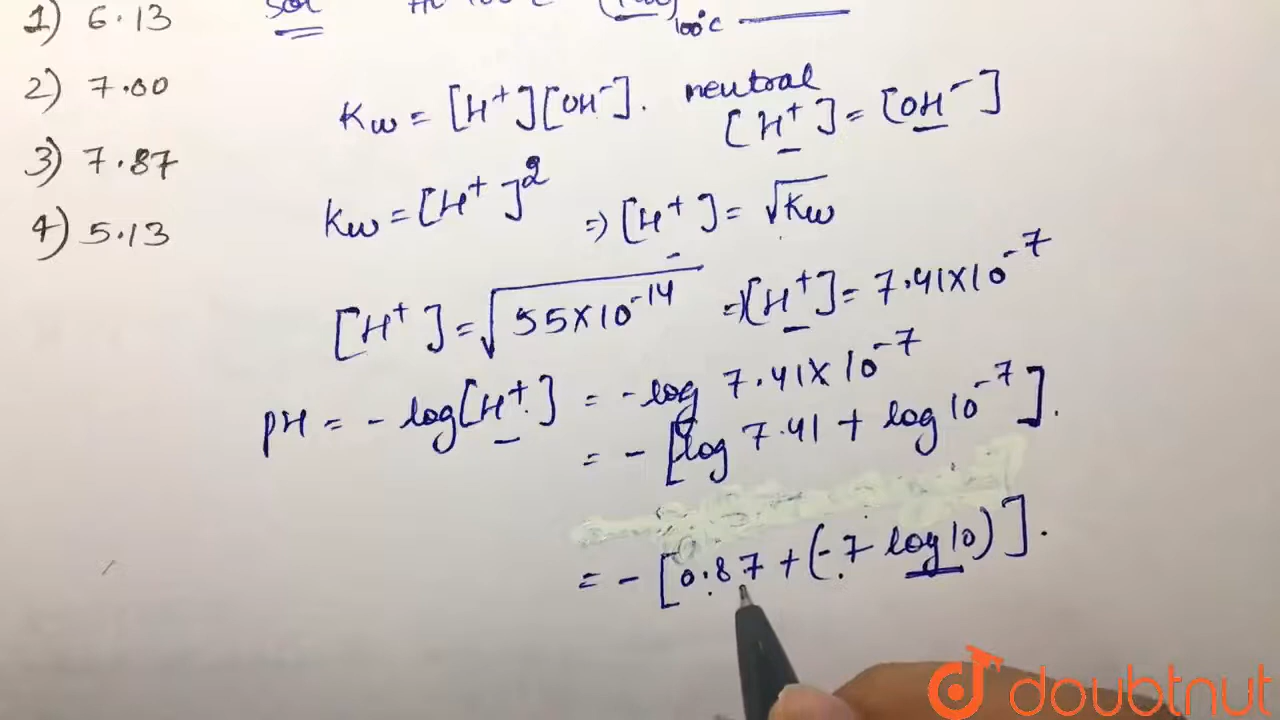 1) 6.13
2) 7.00
3) 7.87
4) 5.13
Sol
100°C
Kw = [H⁺][OH⁻]. neutral
[H⁺] = [OH⁻]
Kw = [H⁺]² ⇒ [H⁺] = √Kw
[H⁺] = √55×10⁻¹⁴ ⇒ [H⁺] = 7.41×10⁻⁷
pH = - log[H⁺] = - log 7.41×10⁻⁷
= - [log 7.41 + log 10⁻⁷].
= - [0.87 + (-7 log 10)].
doubtnut